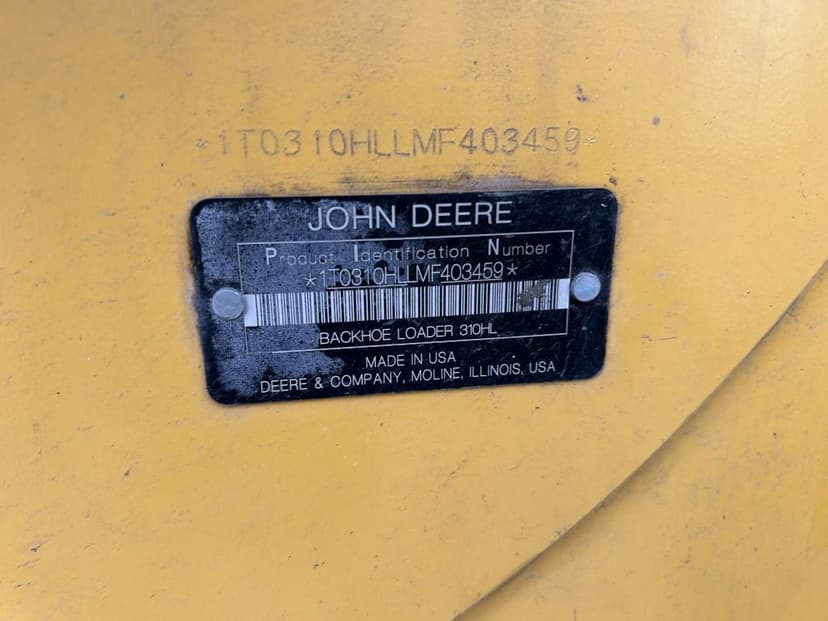 *1T0310HLLMF403459*
JOHN DEERE
Product Identification Number
*1T0310HLLMF403459*
BACKHOE LOADER 310HL
MADE IN USA
DEERE & COMPANY, MOLINE, ILLINOIS, USA